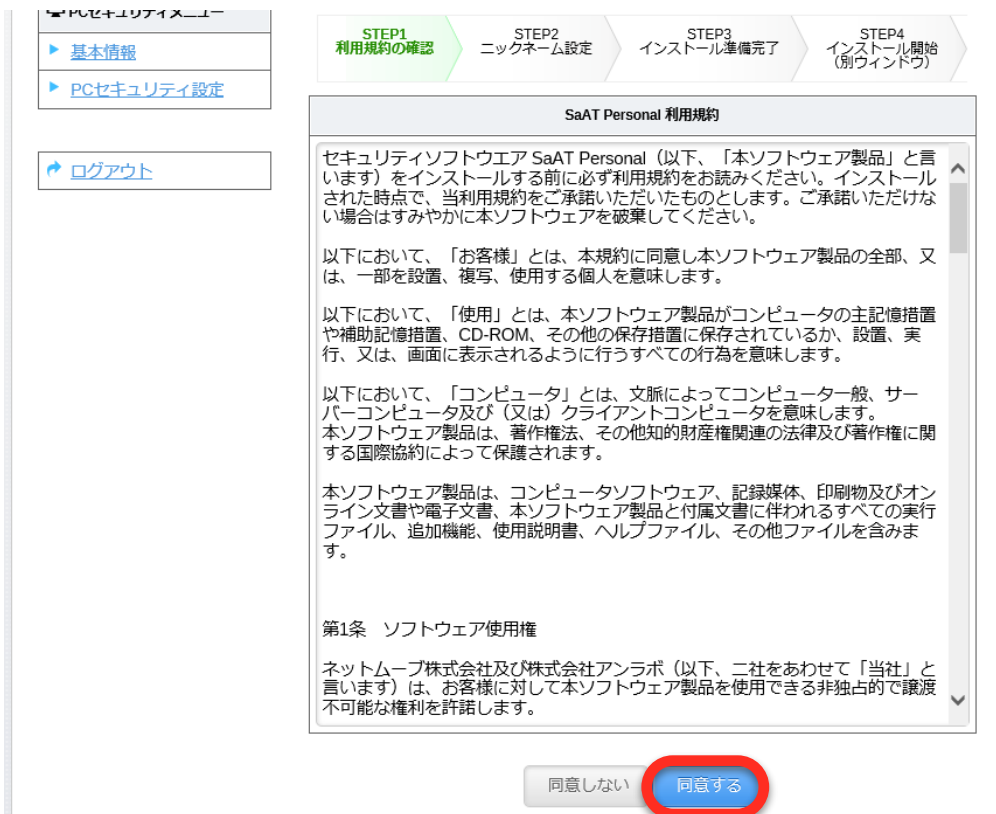 PCセキュリティメニュー
基本情報
PCセキュリティ設定
ログアウト
STEP1
利用規約の確認
STEP2
ニックネーム設定
STEP3
インストール準備完了
STEP4
インストール開始
(別ウィンドウ)
SaAT Personal 利用規約
セキュリティソフトウエア SaAT Personal（以下、「本ソフトウェア製品」と言
います）をインストールする前に必ず利用規約をお読みください。インストール
された時点で、当利用規約をご承諾いただいたものとします。ご承諾いただけな
い場合はすみやかに本ソフトウェアを破棄してください。
以下において、「お客様」とは、本規約に同意し本ソフトウェア製品の全部、又
は、一部を設置、複写、使用する個人を意味します。
以下において、「使用」とは、本ソフトウェア製品がコンピュータの主記憶措置
や補助記憶措置、CD-ROM、その他の保存措置に保存されているか、設置、実
行、又は、画面に表示されるように行うすべての行為を意味します。
以下において、「コンピュータ」とは、文脈によってコンピューター般、サー
バーコンピュータ及び（又は）クライアントコンピュータを意味します。
本ソフトウェア製品は、著作権法、その他知的財産権関連の法律及び著作権に関
する国際協約によって保護されます。
本ソフトウェア製品は、コンピュータソフトウェア、記録媒体、印刷物及びオン
ライン文書や電子文書、本ソフトウェア製品と付属文書に伴われるすべての実行
ファイル、追加機能、使用説明書、ヘルプファイル、その他ファイルを含みま
す。
第1条　ソフトウェア使用権
ネットムーブ株式会社及び株式会社アンラボ（以下、二社をあわせて「当社」と
言います）は、お客様に対して本ソフトウェア製品を使用できる非独占的で譲渡
不可能な権利を許諾します。
同意しない
同意する